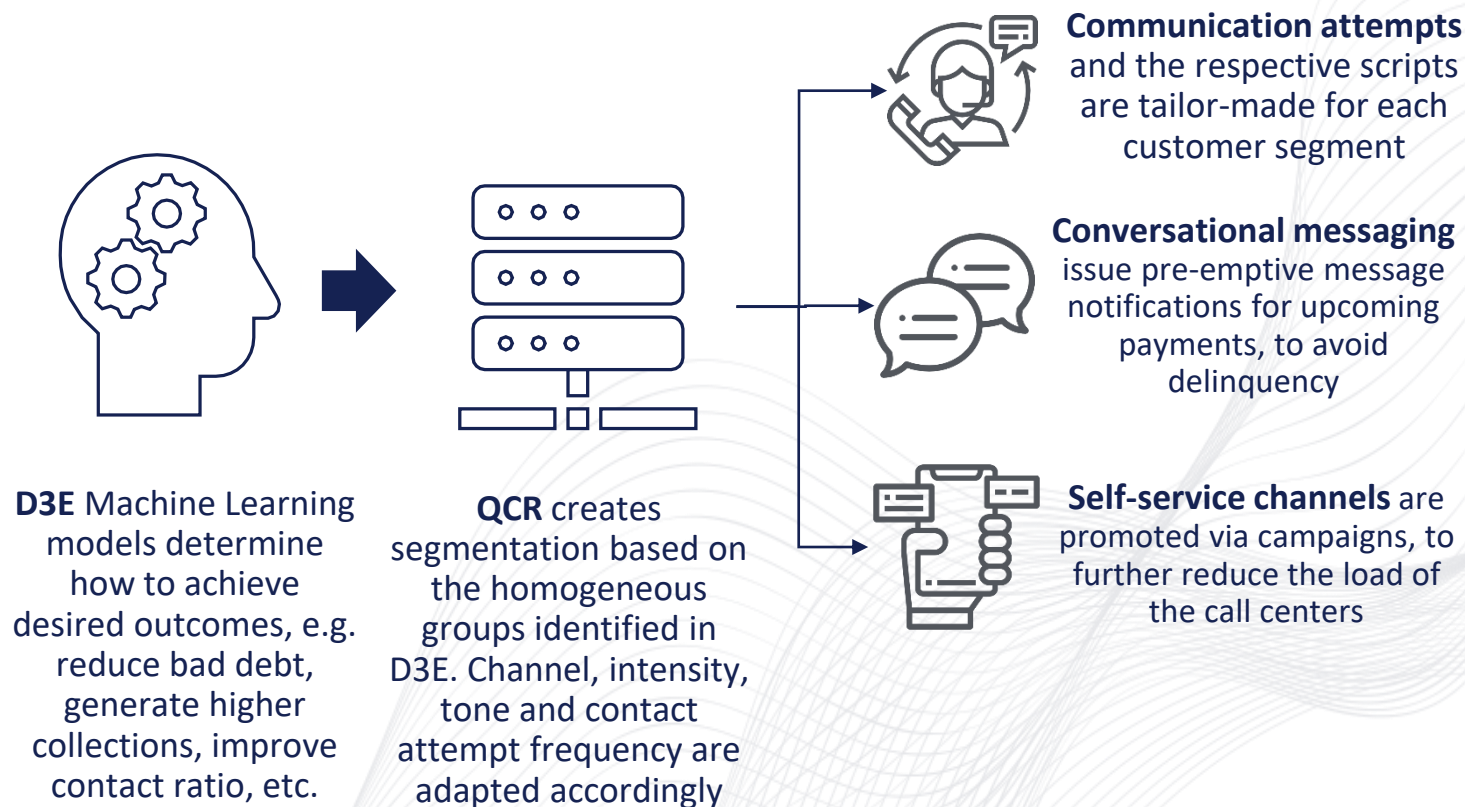 D3E Machine Learning
models determine
how to achieve
desired outcomes, e.g.
reduce bad debt,
generate higher
collections, improve
contact ratio, etc.
QCR creates
segmentation based on
the homogeneous
groups identified in
D3E. Channel, intensity,
tone and contact
attempt frequency are
adapted accordingly
Communication attempts
and the respective scripts
are tailor-made for each
customer segment
Conversational messaging
issue pre-emptive message
notifications for upcoming
payments, to avoid
delinquency
Self-service channels are
promoted via campaigns, to
further reduce the load of
the call centers